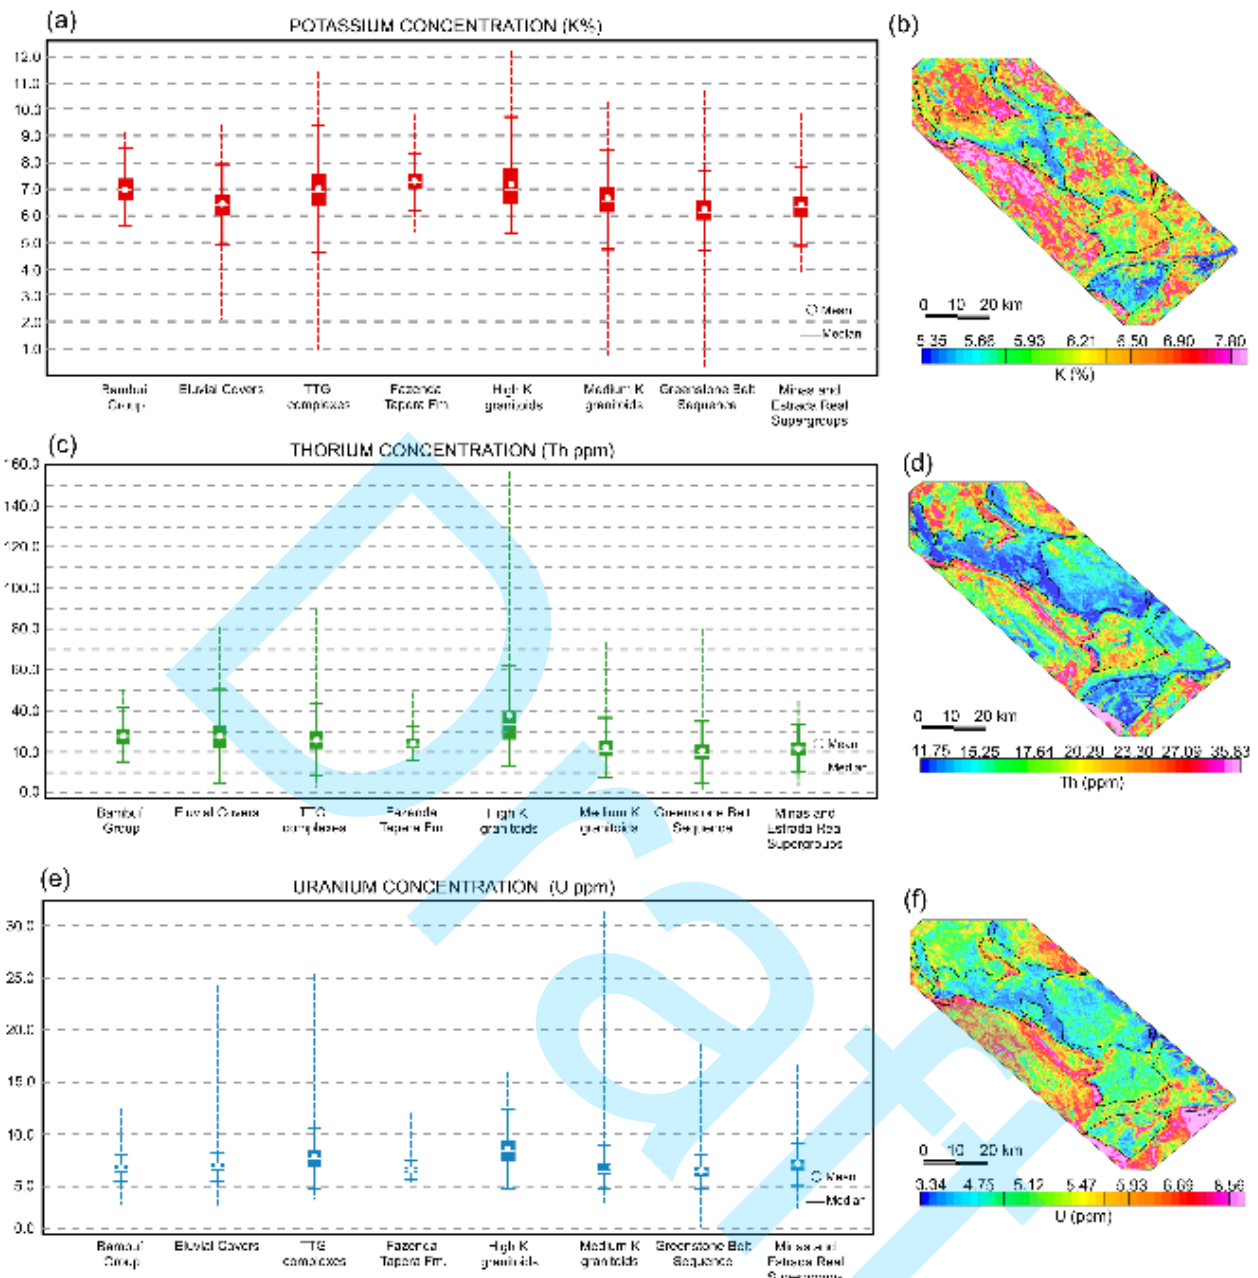 (a)
POTASSIUM CONCENTRATION (K%)
12.0
11.0
10.0
9.0
8.0
7.0
6.0
5.0
4.0
3.0
2.0
1.0
Mean
Median
Bambuí Group
Eluvial Covers
TTG complexes
Fazenda Tapera Fm.
High K granitoids
Medium K granitoids
Greenstone Belt Sequence
Minas and Estrada Real Supergroups
(b)
0 10 20 km
5.35 5.66 5.93 6.21 6.50 6.90 7.80
K (%)
(c)
THORIUM CONCENTRATION (Th ppm)
160.0
140.0
120.0
100.0
80.0
60.0
40.0
10.0
0.0
Mean
Median
Bambuí Group
Eluvial Covers
TTG complexes
Fazenda Tapera Fm.
High K granitoids
Medium K granitoids
Greenstone Belt Sequence
Minas and Estrada Real Supergroups
(d)
0 10 20 km
11.75 15.25 17.61 20.29 23.30 27.09 35.83
Th (ppm)
(e)
URANIUM CONCENTRATION (U ppm)
30.0
25.0
20.0
15.0
10.0
5.0
0.0
Mean
Median
Bambuí Group
Eluvial Covers
TTG complexes
Fazenda Tapera Fm.
High K granitoids
Medium K granitoids
Greenstone Belt Sequence
Minas and Estrada Real Supergroups
(f)
0 10 20 km
3.34 4.75 5.12 5.47 5.93 6.69 8.56
U (ppm)
Draft